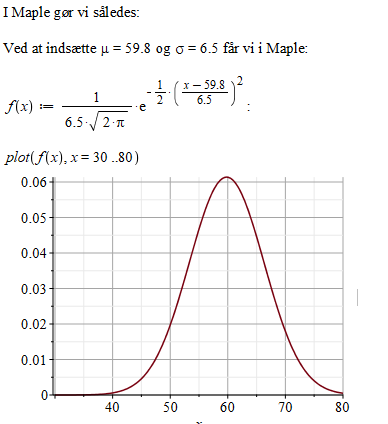 I Maple gør vi således:
Ved at indsætte μ = 59.8 og σ = 6.5 får vi i Maple:
f(x) := 1/(6.5·√(2·π)) · e^(-1/2·((x − 59.8)/6.5)^2) :
plot(f(x), x = 30 ..80)
0.06
0.05
0.04
0.03
0.02
0.01
0
40 50 60 70 80